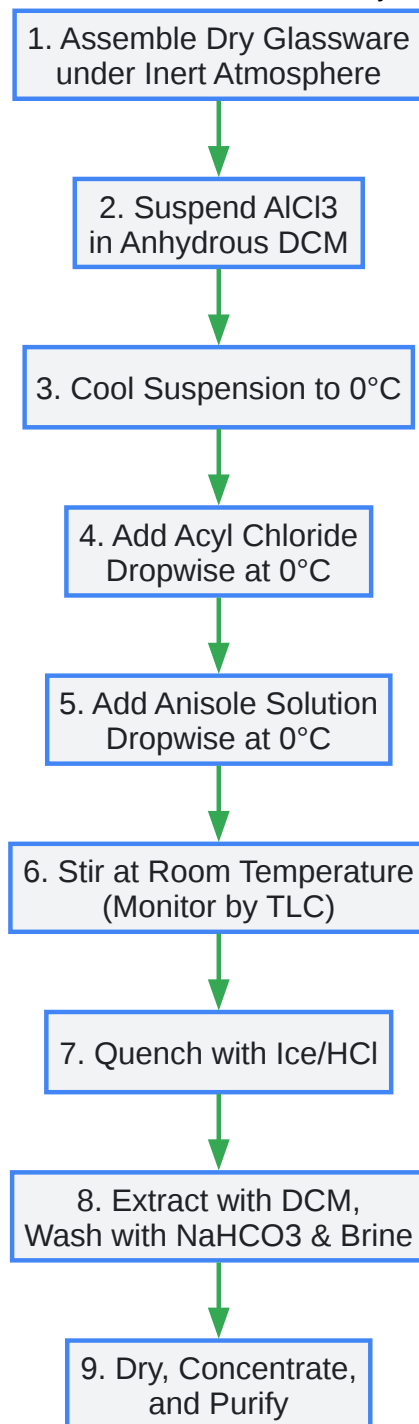 1. Assemble Dry Glassware
under Inert Atmosphere
2. Suspend AlCl3
in Anhydrous DCM
3. Cool Suspension to 0°C
4. Add Acyl Chloride
Dropwise at 0°C
5. Add Anisole Solution
Dropwise at 0°C
6. Stir at Room Temperature
(Monitor by TLC)
7. Quench with Ice/HCl
8. Extract with DCM,
Wash with NaHCO3 & Brine
9. Dry, Concentrate,
and Purify